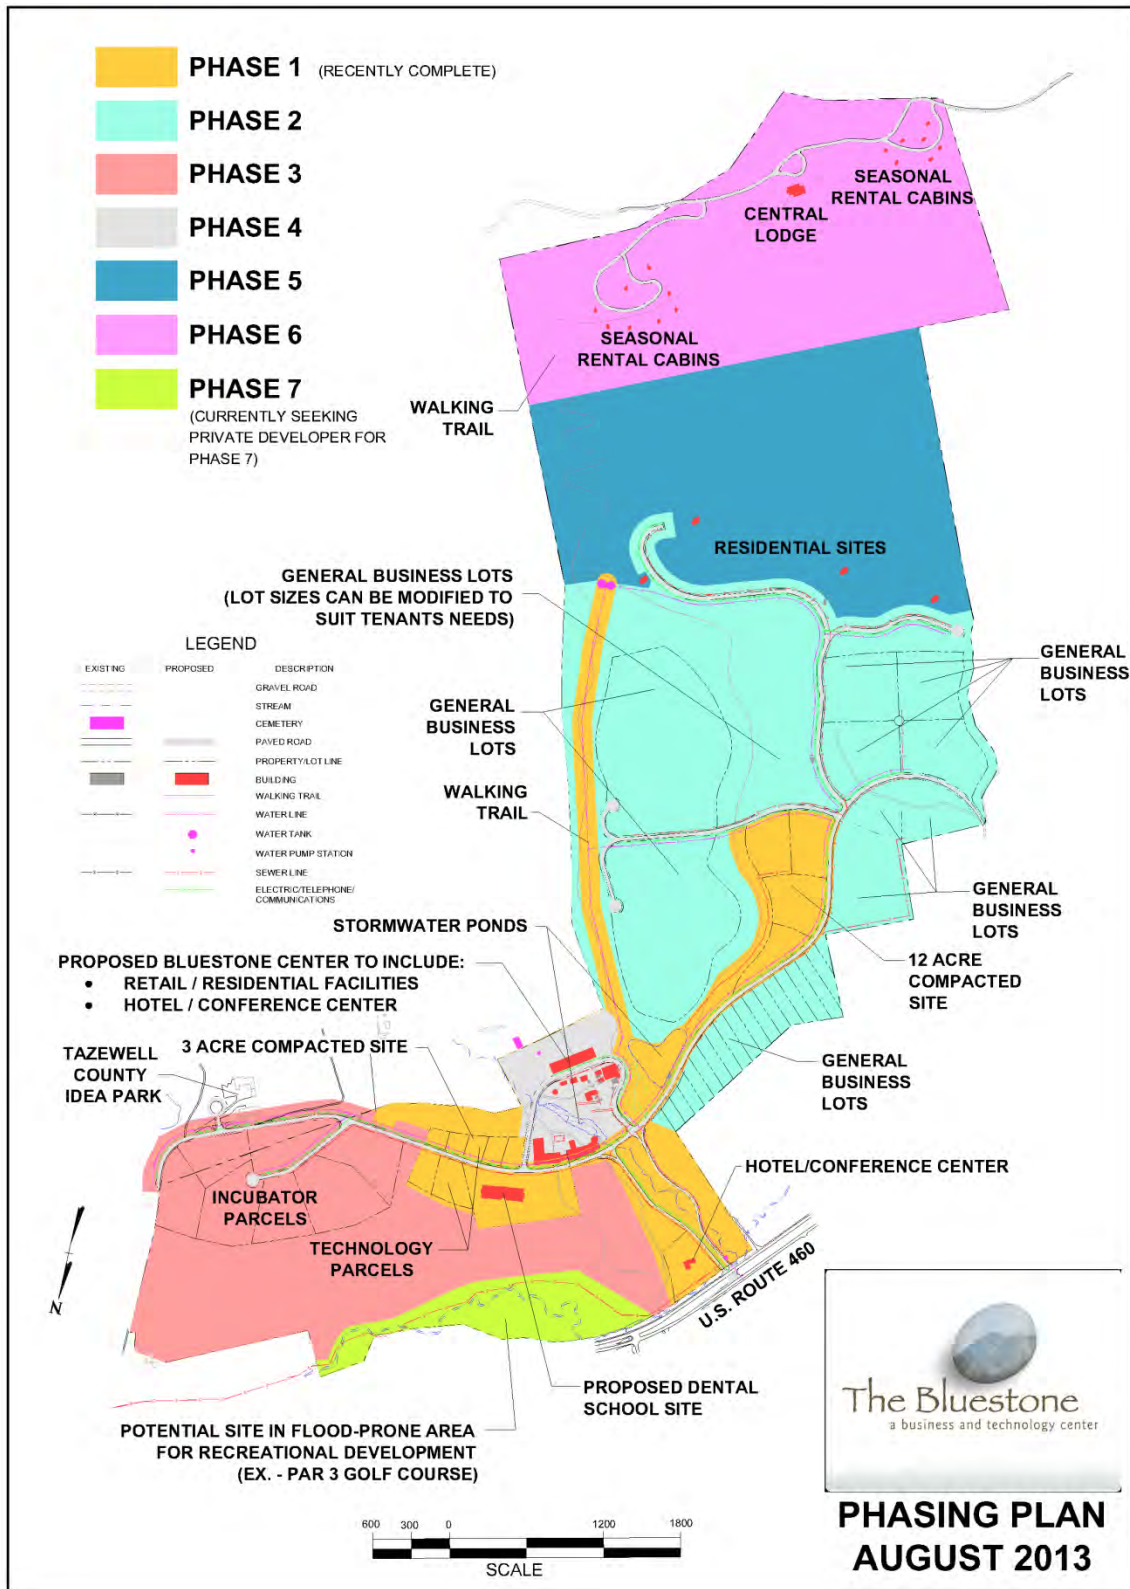 PHASE 1 (RECENTLY COMPLETE)
PHASE 2
PHASE 3
PHASE 4
PHASE 5
PHASE 6
PHASE 7
(CURRENTLY SEEKING
PRIVATE DEVELOPER FOR
PHASE 7)
SEASONAL
RENTAL CABINS
CENTRAL
LODGE
SEASONAL
RENTAL CABINS
WALKING
TRAIL
RESIDENTIAL SITES
GENERAL BUSINESS LOTS
(LOT SIZES CAN BE MODIFIED TO
SUIT TENANTS NEEDS)
LEGEND
EXISTING PROPOSED DESCRIPTION
GRAVEL ROAD
STREAM
CEMETERY
PAVED ROAD
PROPERTY/LOT LINE
BUILDING
WALKING TRAIL
WATER LINE
WATER TANK
WATER PUMP STATION
SEWER LINE
ELECTRIC/TELEPHONE/
COMMUNICATIONS
GENERAL
BUSINESS
LOTS
GENERAL
BUSINESS
LOTS
WALKING
TRAIL
GENERAL
BUSINESS
LOTS
STORMWATER PONDS
12 ACRE
COMPACTED
SITE
PROPOSED BLUESTONE CENTER TO INCLUDE:
• RETAIL / RESIDENTIAL FACILITIES
• HOTEL / CONFERENCE CENTER
GENERAL
BUSINESS
LOTS
3 ACRE COMPACTED SITE
TAZEWELL
COUNTY
IDEA PARK
HOTEL/CONFERENCE CENTER
INCUBATOR
PARCELS
TECHNOLOGY
PARCELS
U.S. ROUTE 460
N
PROPOSED DENTAL
SCHOOL SITE
POTENTIAL SITE IN FLOOD-PRONE AREA
FOR RECREATIONAL DEVELOPMENT
(EX. - PAR 3 GOLF COURSE)
The Bluestone
a business and technology center
PHASING PLAN
AUGUST 2013
600 300 0 1200 1800
SCALE